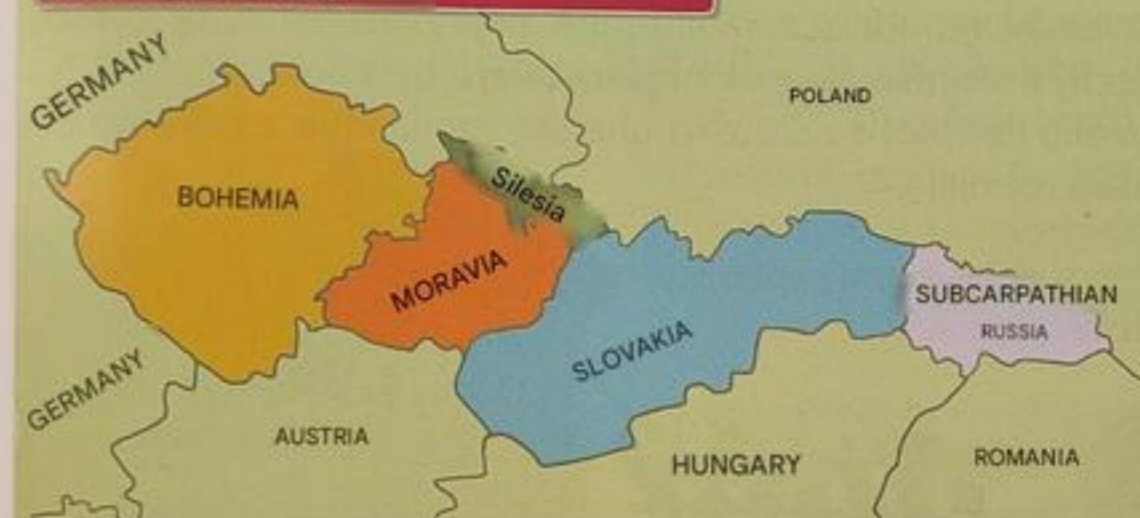 GERMANY
POLAND
BOHEMIA
Silesia
MORAVIA
SUBCARPATHIAN
RUSSIA
SLOVAKIA
GERMANY
AUSTRIA
HUNGARY
ROMANIA